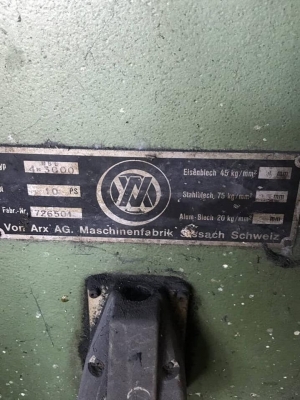 4x3000
10 PS
Fabr.-Nr. 726504
Eisenblech 45 kg/mm²
Stahlblech, 75 kg/mm²
Alum-Blech 20 kg/mm²
Von Arx AG. Maschinenfabrik Sissach Schweiz